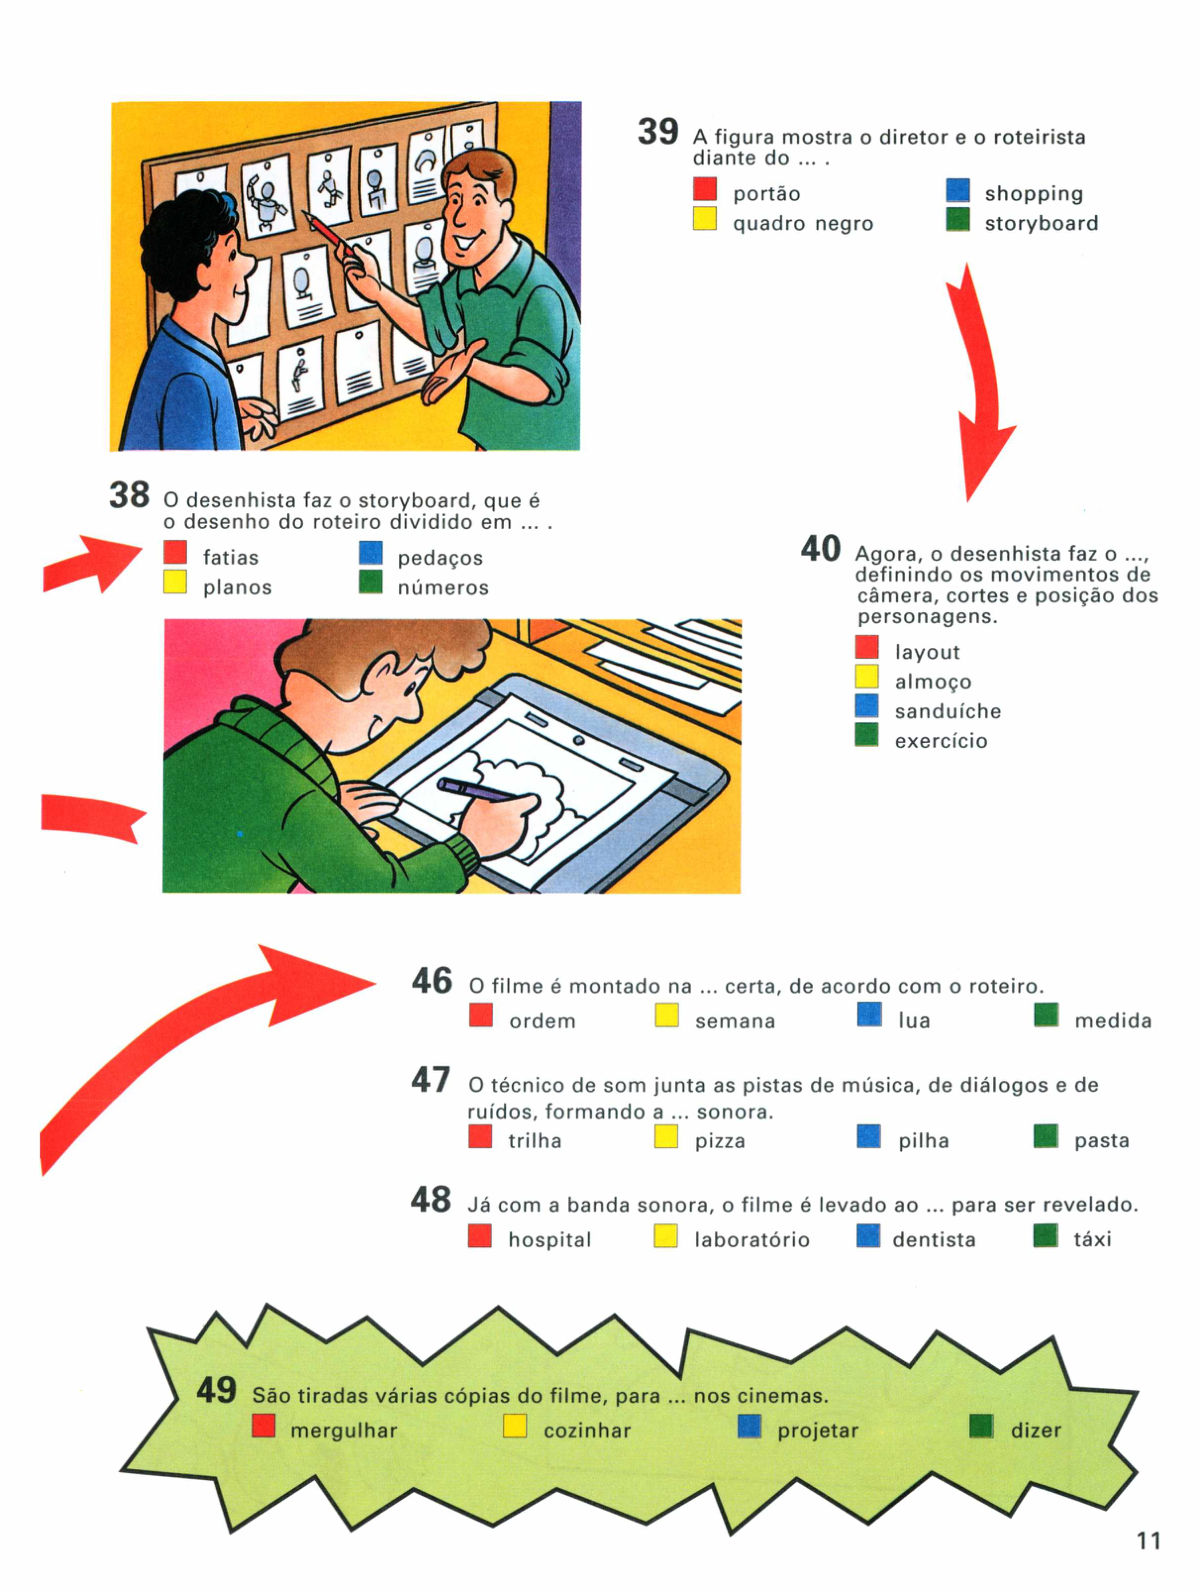 39 A figura mostra o diretor e o roteirista
diante do ... .
portão
shopping
quadro negro
storyboard
38 O desenhista faz o storyboard, que é
o desenho do roteiro dividido em ... .
fatias
pedaços
planos
números
40 Agora, o desenhista faz o ...,
definindo os movimentos de
câmera, cortes e posição dos
personagens.
layout
almoço
sanduíche
exercício
46 O filme é montado na ... certa, de acordo com o roteiro.
ordem semana lua medida
47 O técnico de som junta as pistas de música, de diálogos e de
ruídos, formando a ... sonora.
trilha pizza pilha pasta
48 Já com a banda sonora, o filme é levado ao ... para ser revelado.
hospital laboratório dentista táxi
49 São tiradas várias cópias do filme, para ... nos cinemas.
mergulhar cozinhar projetar dizer
11